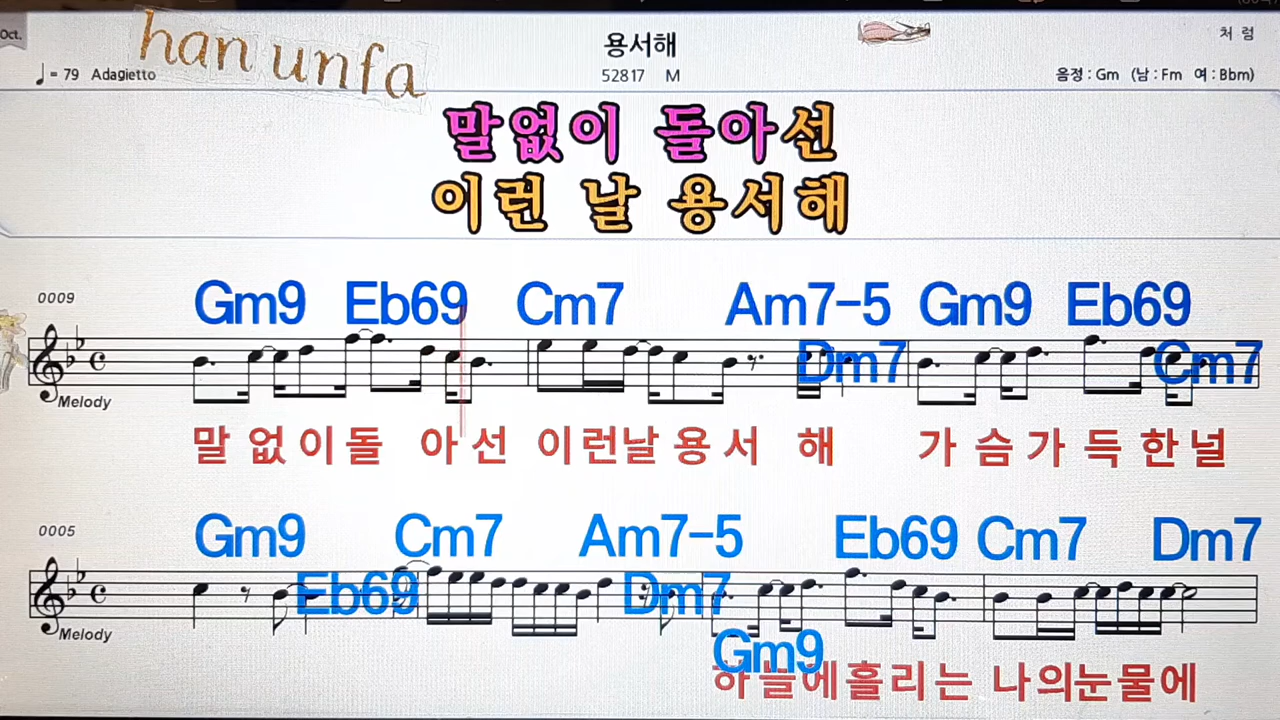 Oct.
han unfa
용서해
처 럼
♩= 79 Adagietto
52817 M
음정 : Gm (남 : Fm 여 : Bbm)
말없이 돌아선
이런 날 용서해
0009
Gm9 Eb69 Cm7 Am7-5 Dm7 Gm9 Eb69 Cm7
Melody
말 없 이 돌 아 선 이 런 날 용 서 해 가 슴 가 득 한 널
0005
Gm9 Eb69 Cm7 Am7-5 Dm7 Gm9 Eb69 Cm7 Dm7
Melody
하 늘 에 흘 리 는 나 의 눈 물 에